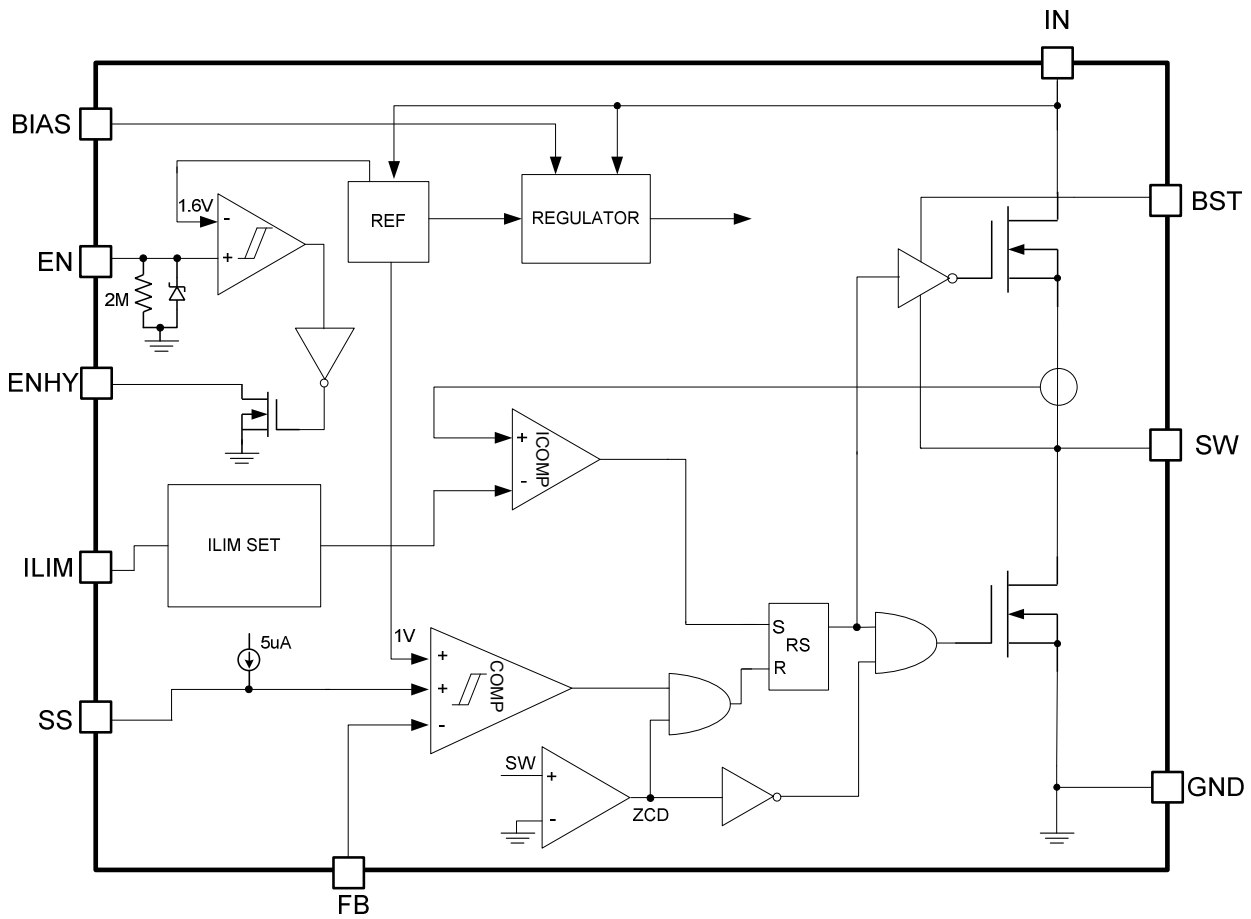 IN
BIAS
BST
1.6V
-
REF
REGULATOR
EN
+
2M
ENHY
+
ICOMP
-
SW
ILIM
ILIM SET
5uA
1V
+
+
COMP
-
S
RS
R
SS
SW
+
-
ZCD
GND
FB